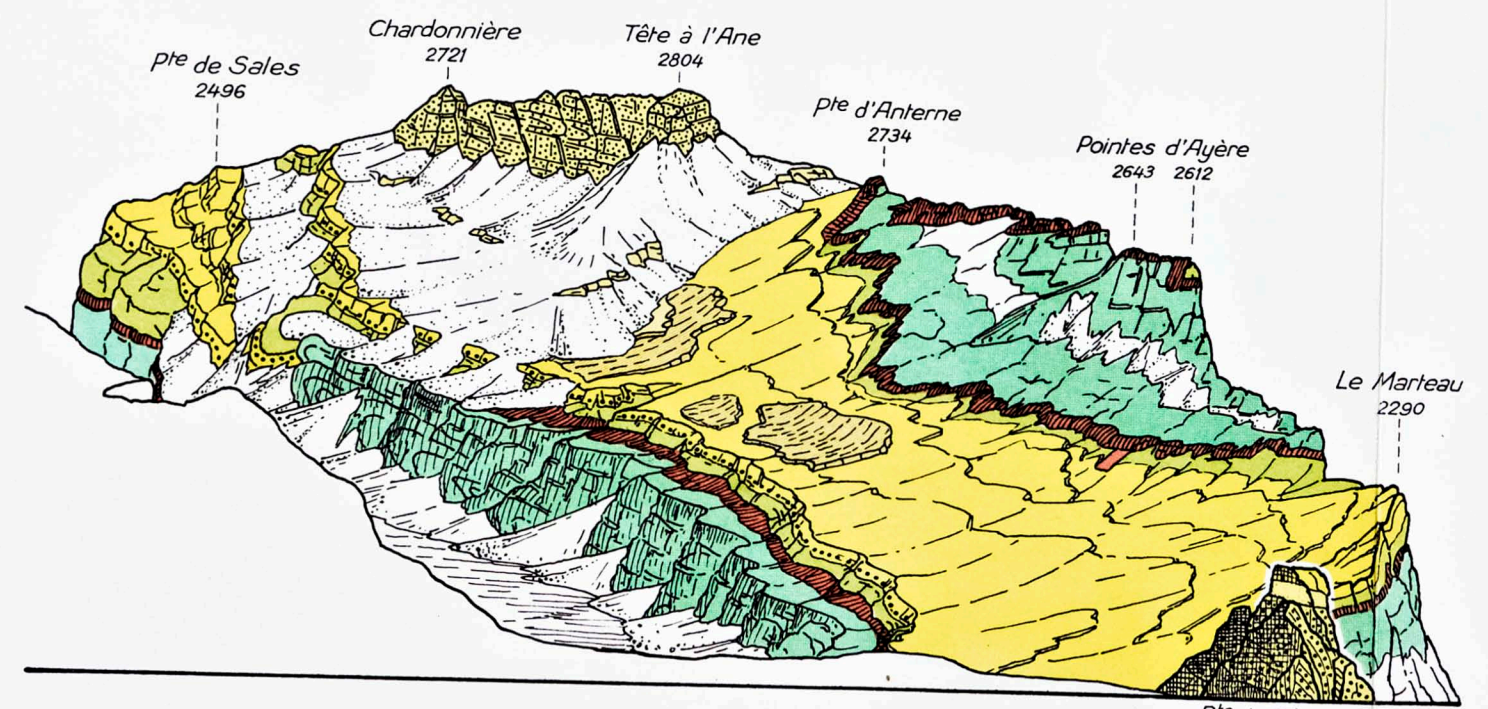 Chardonnière
2721
Tête à l'Ane
2804
Pte de Sales
2496
Pte d'Anterne
2734
Pointes d'Ayère
2643 2612
Le Marteau
2290
Pte